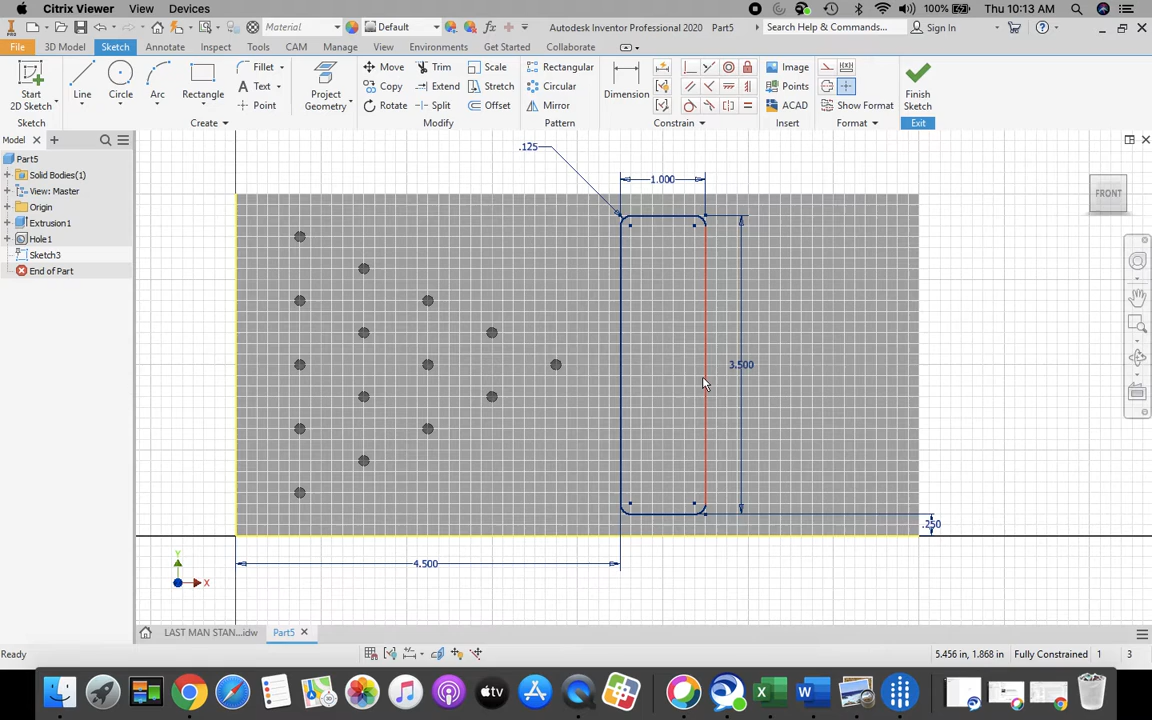 Citrix Viewer View Devices 100% Thu 10:13 AM
PRO Material Default Autodesk Inventor Professional 2020 Part5 Search Help & Commands... Sign In
File 3D Model Sketch Annotate Inspect Tools CAM Manage View Environments Get Started Collaborate
Start
2D Sketch
Line
Circle
Arc
Rectangle
Fillet
Text
Point
Project
Geometry
Move
Copy
Rotate
Trim
Extend
Split
Scale
Stretch
Offset
Rectangular
Circular
Mirror
Dimension
Image
Points
ACAD
Show Format
Finish
Sketch
Sketch Create Modify Pattern Constrain Insert Format Exit
Model
Part5
Solid Bodies(1)
View: Master
Origin
Extrusion1
Hole1
Sketch3
End of Part
.125
1.000
FRONT
3.500
.250
4.500
Y
X
LAST MAN STAN...idw Part5
Ready 5.456 in, 1.868 in Fully Constrained 1 3
tv
X
W